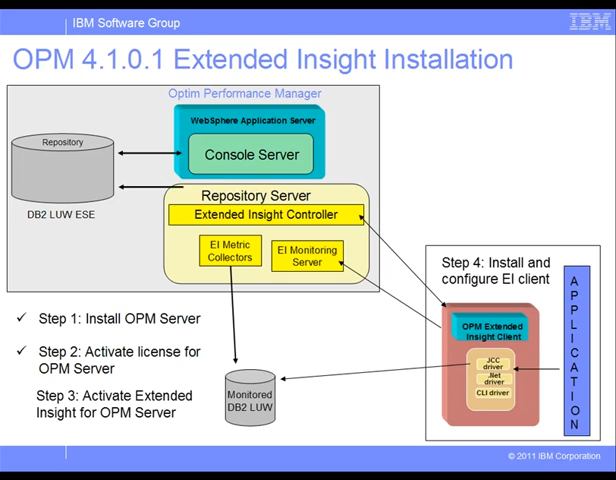 IBM Software Group
IBM
OPM 4.1.0.1 Extended Insight Installation
Optim Performance Manager
WebSphere Application Server
Console Server
Repository
DB2 LUW ESE
Repository Server
Extended Insight Controller
EI Metric
Collectors
EI Monitoring
Server
Step 4: Install and
configure EI client
OPM Extended
Insight Client
JCC
driver
.Net
driver
CLI driver
APPLICATION
✓ Step 1: Install OPM Server
✓ Step 2: Activate license for
OPM Server
Step 3: Activate Extended
Insight for OPM Server
Monitored
DB2 LUW
© 2011 IBM Corporation